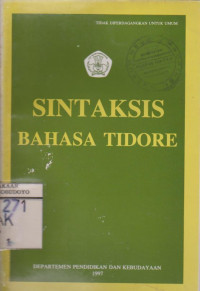 TIDAK DIPERDAGANGKAN UNTUK UMUM
SINTAKSIS
BAHASA TIDORE
271
DEPARTEMEN PENDIDIKAN DAN KEBUDAYAAN
1997